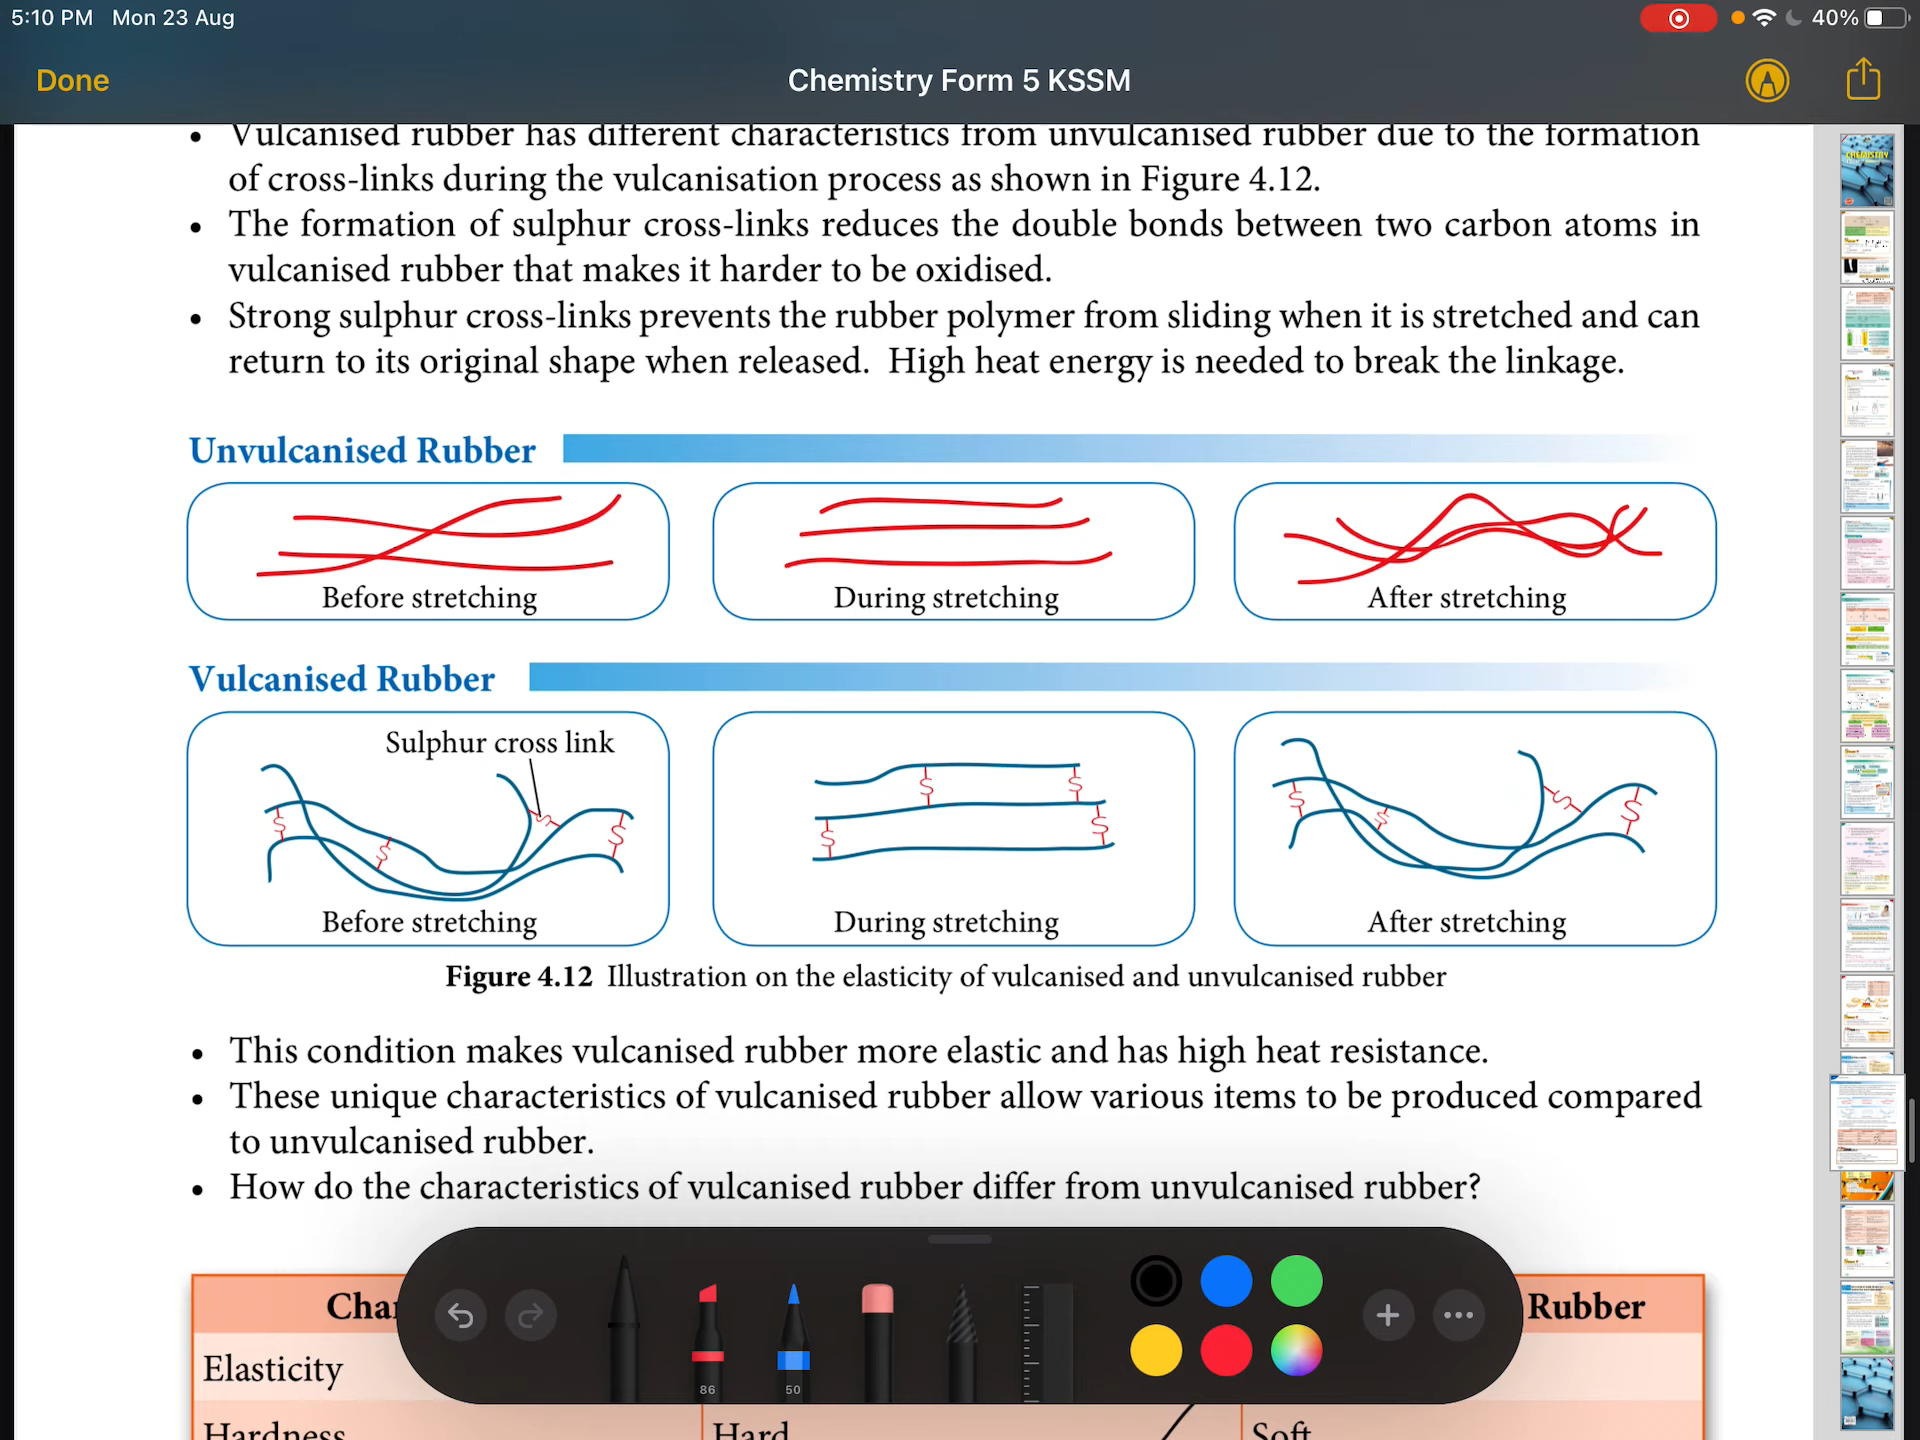 5:10 PM Mon 23 Aug
40%
Done
Chemistry Form 5 KSSM
• Vulcanised rubber has different characteristics from unvulcanised rubber due to the formation
of cross-links during the vulcanisation process as shown in Figure 4.12.
• The formation of sulphur cross-links reduces the double bonds between two carbon atoms in
vulcanised rubber that makes it harder to be oxidised.
• Strong sulphur cross-links prevents the rubber polymer from sliding when it is stretched and can
return to its original shape when released. High heat energy is needed to break the linkage.
Unvulcanised Rubber
Before stretching
During stretching
After stretching
Vulcanised Rubber
Sulphur cross link
S
S
S
S
S
S
S
S
S
S
S
S
Before stretching
During stretching
After stretching
Figure 4.12 Illustration on the elasticity of vulcanised and unvulcanised rubber
• This condition makes vulcanised rubber more elastic and has high heat resistance.
• These unique characteristics of vulcanised rubber allow various items to be produced compared
to unvulcanised rubber.
• How do the characteristics of vulcanised rubber differ from unvulcanised rubber?
Rubber
Elasticity
86
50
Hardness
Hard
Soft